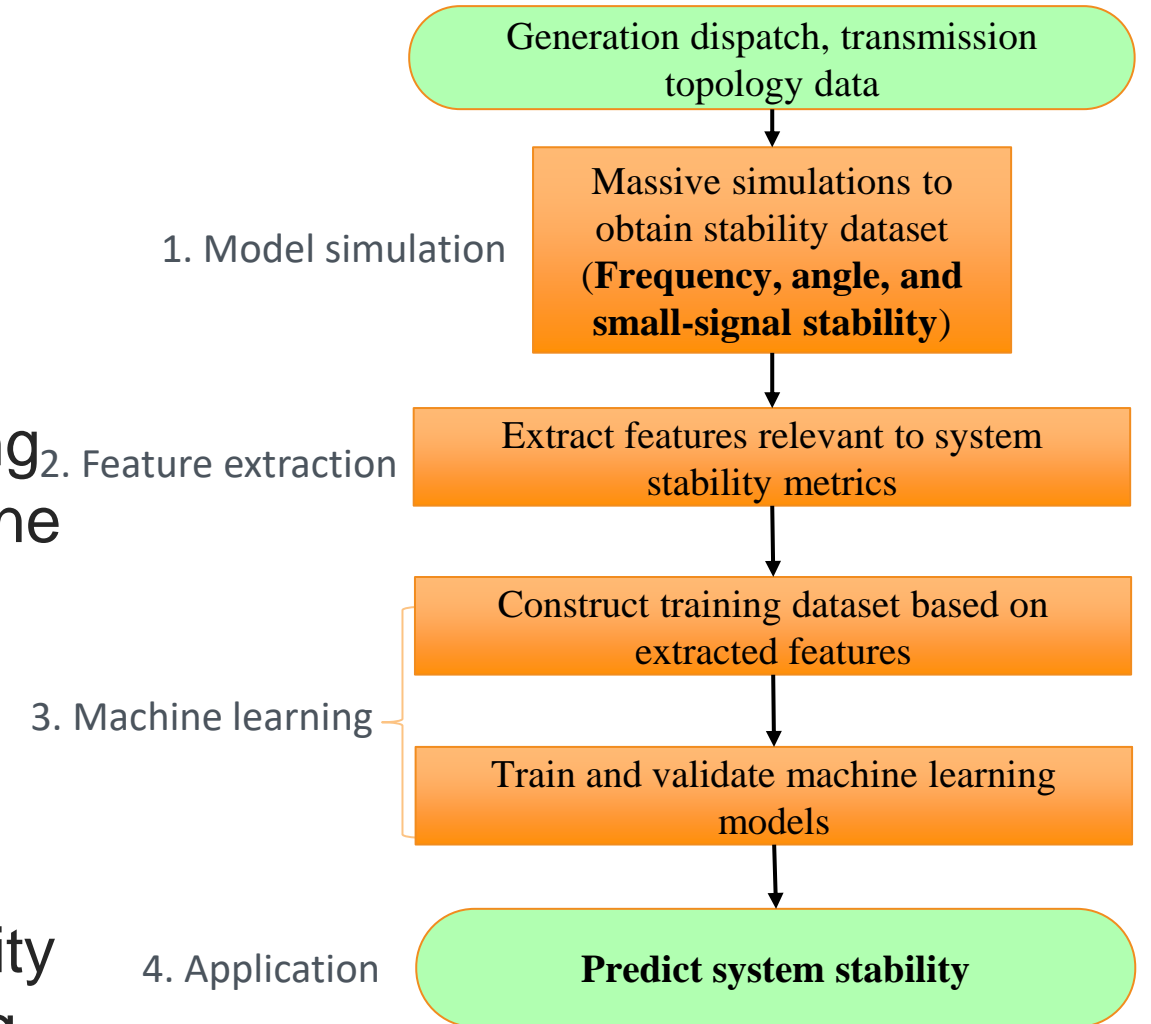 Generation dispatch, transmission
topology data
Massive simulations to
obtain stability dataset
(Frequency, angle, and
small-signal stability)
1. Model simulation
Extract features relevant to system
stability metrics
2. Feature extraction
Construct training dataset based on
extracted features
3. Machine learning
Train and validate machine learning
models
4. Application
Predict system stability